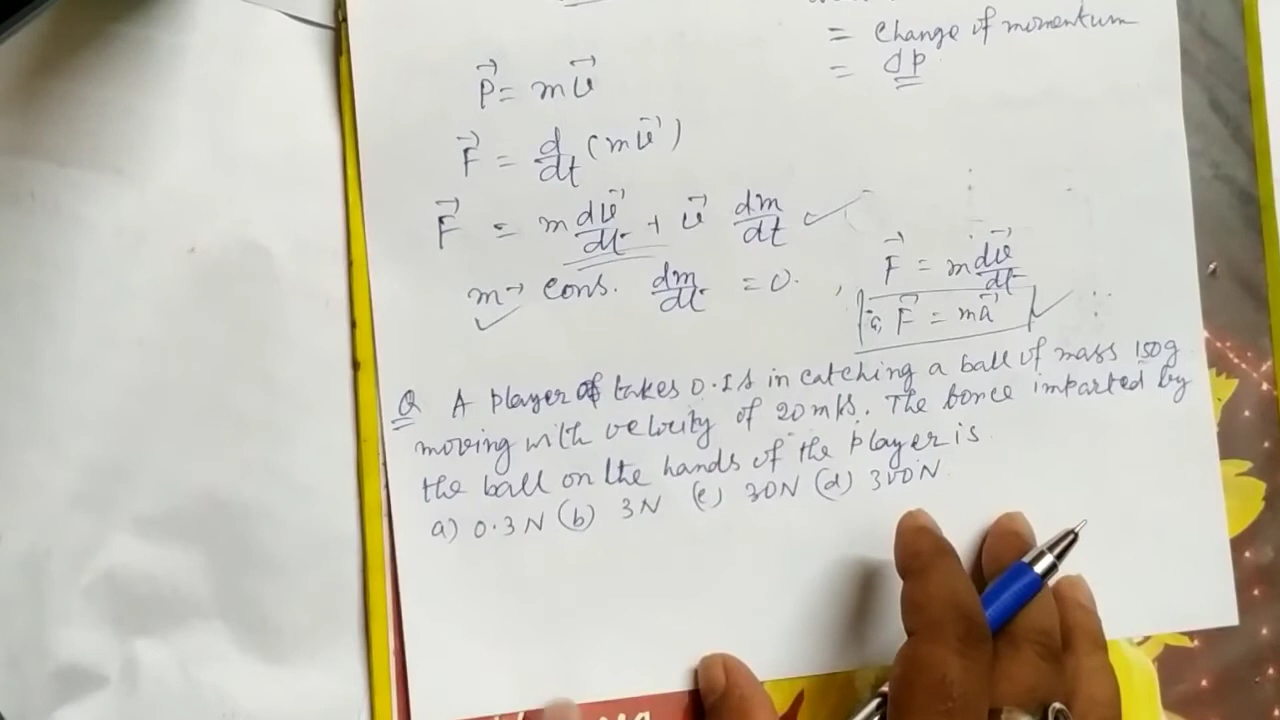 = Change of momentum
= dp
P⃗ = mv⃗
F⃗ = d/dt (mv⃗)
F⃗ = m dv⃗/dt + v⃗ dm/dt ✓
m → cons. dm/dt = 0. , F⃗ = m dv⃗/dt
✓ a, F⃗ = ma⃗ ✓
Q A player of takes 0.1s in catching a ball of mass 150g
moving with velocity of 20 m/s. The force imparted by
the ball on the hands of the player is
a) 0.3 N (b) 3N (c) 30N (d) 300N